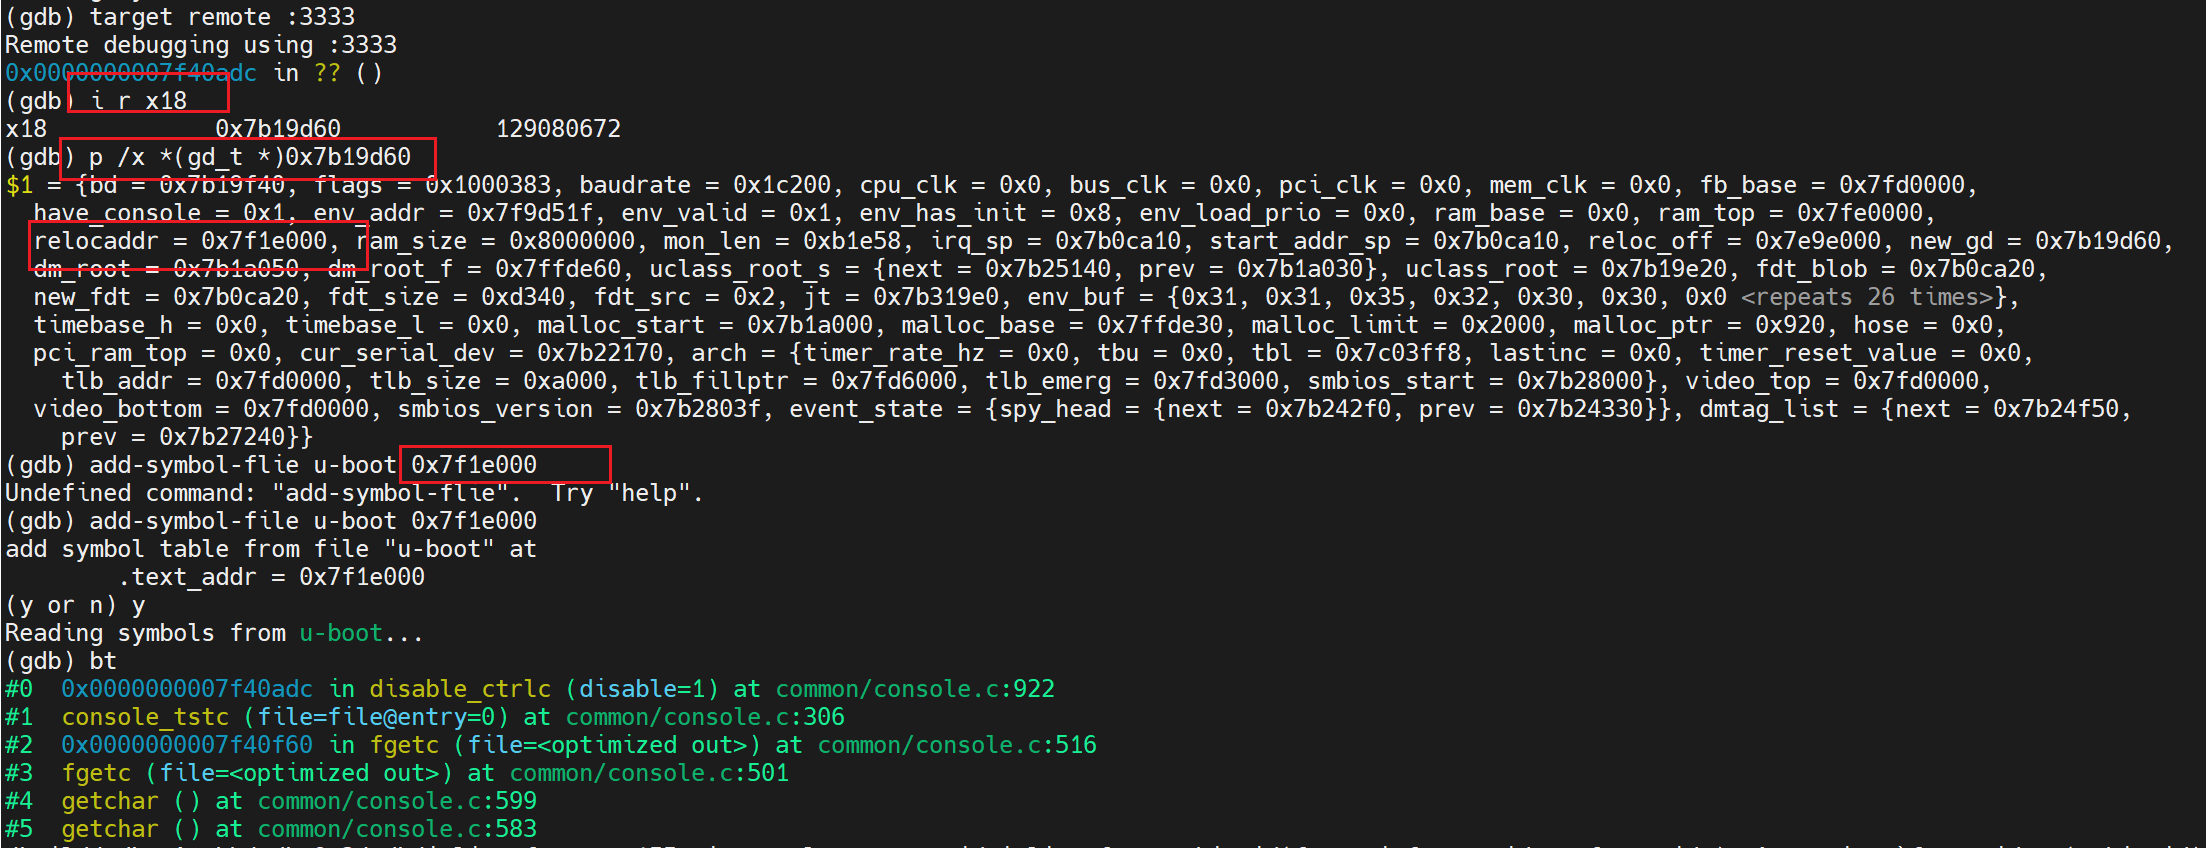 (gdb) target remote :3333
Remote debugging using :3333
0x0000000007f40adc in ?? ()
(gdb) i r x18
x18            0x7b19d60           129080672
(gdb) p /x *(gd_t *)0x7b19d60
$1 = {bd = 0x7b19f40, flags = 0x1000383, baudrate = 0x1c200, cpu_clk = 0x0, bus_clk = 0x0, pci_clk = 0x0, mem_clk = 0x0, fb_base = 0x7fd0000,
  have_console = 0x1, env_addr = 0x7f9d51f, env_valid = 0x1, env_has_init = 0x8, env_load_prio = 0x0, ram_base = 0x0, ram_top = 0x7fe0000,
  relocaddr = 0x7f1e000, ram_size = 0x8000000, mon_len = 0xb1e58, irq_sp = 0x7b0ca10, start_addr_sp = 0x7b0ca10, reloc_off = 0x7e9e000, new_gd = 0x7b19d60,
  dm_root = 0x7b1a050, dm_root_f = 0x7ffde60, uclass_root_s = {next = 0x7b25140, prev = 0x7b1a030}, uclass_root = 0x7b19e20, fdt_blob = 0x7b0ca20,
  new_fdt = 0x7b0ca20, fdt_size = 0xd340, fdt_src = 0x2, jt = 0x7b319e0, env_buf = {0x31, 0x31, 0x35, 0x32, 0x30, 0x30, 0x0 <repeats 26 times>},
  timebase_h = 0x0, timebase_l = 0x0, malloc_start = 0x7b1a000, malloc_base = 0x7ffde30, malloc_limit = 0x2000, malloc_ptr = 0x920, hose = 0x0,
  pci_ram_top = 0x0, cur_serial_dev = 0x7b22170, arch = {timer_rate_hz = 0x0, tbu = 0x0, tbl = 0x7c03ff8, lastinc = 0x0, timer_reset_value = 0x0,
    tlb_addr = 0x7fd0000, tlb_size = 0xa000, tlb_fillptr = 0x7fd6000, tlb_emerg = 0x7fd3000, smbios_start = 0x7b28000}, video_top = 0x7fd0000,
  video_bottom = 0x7fd0000, smbios_version = 0x7b2803f, event_state = {spy_head = {next = 0x7b242f0, prev = 0x7b24330}}, dmtag_list = {next = 0x7b24f50,
    prev = 0x7b27240}}
(gdb) add-symbol-flie u-boot 0x7f1e000
Undefined command: "add-symbol-flie".  Try "help".
(gdb) add-symbol-file u-boot 0x7f1e000
add symbol table from file "u-boot" at
        .text_addr = 0x7f1e000
(y or n) y
Reading symbols from u-boot...
(gdb) bt
#0  0x0000000007f40adc in disable_ctrlc (disable=1) at common/console.c:922
#1  console_tstc (file=file@entry=0) at common/console.c:306
#2  0x0000000007f40f60 in fgetc (file=<optimized out>) at common/console.c:516
#3  fgetc (file=<optimized out>) at common/console.c:501
#4  getchar () at common/console.c:599
#5  getchar () at common/console.c:583